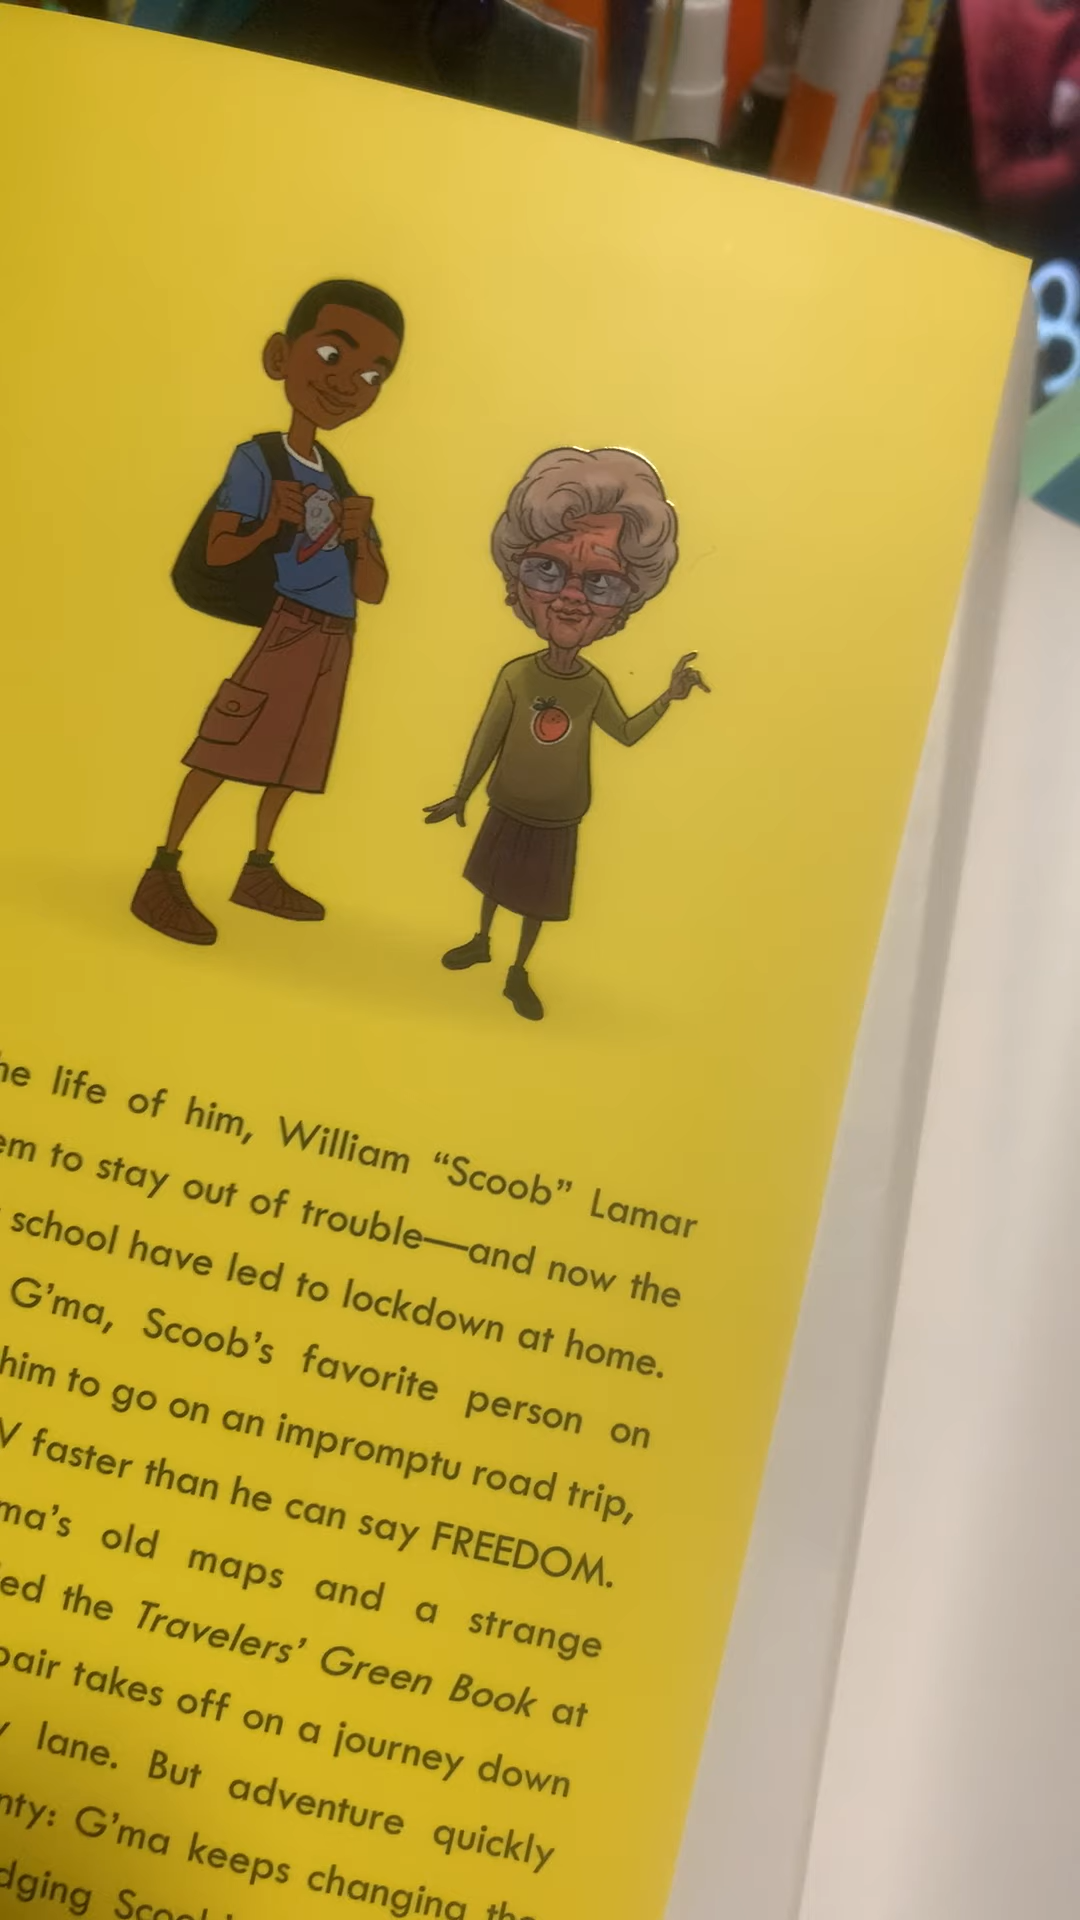 he life of him, William “Scoob” Lamar
em to stay out of trouble—and now the
school have led to lockdown at home.
G’ma, Scoob’s favorite person on
him to go on an impromptu road trip,
V faster than he can say FREEDOM.
ma’s old maps and a strange
ed the Travelers’ Green Book at
pair takes off on a journey down
lane. But adventure quickly
nty: G’ma keeps changing the
dging